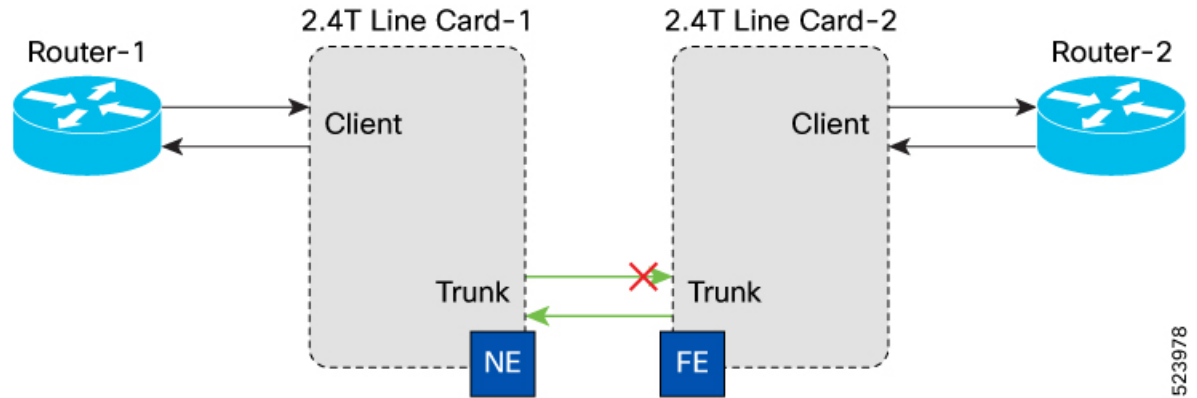 2.4T Line Card-1
2.4T Line Card-2
Router-1
Router-2
Client
Client
Trunk
Trunk
NE
FE
523978